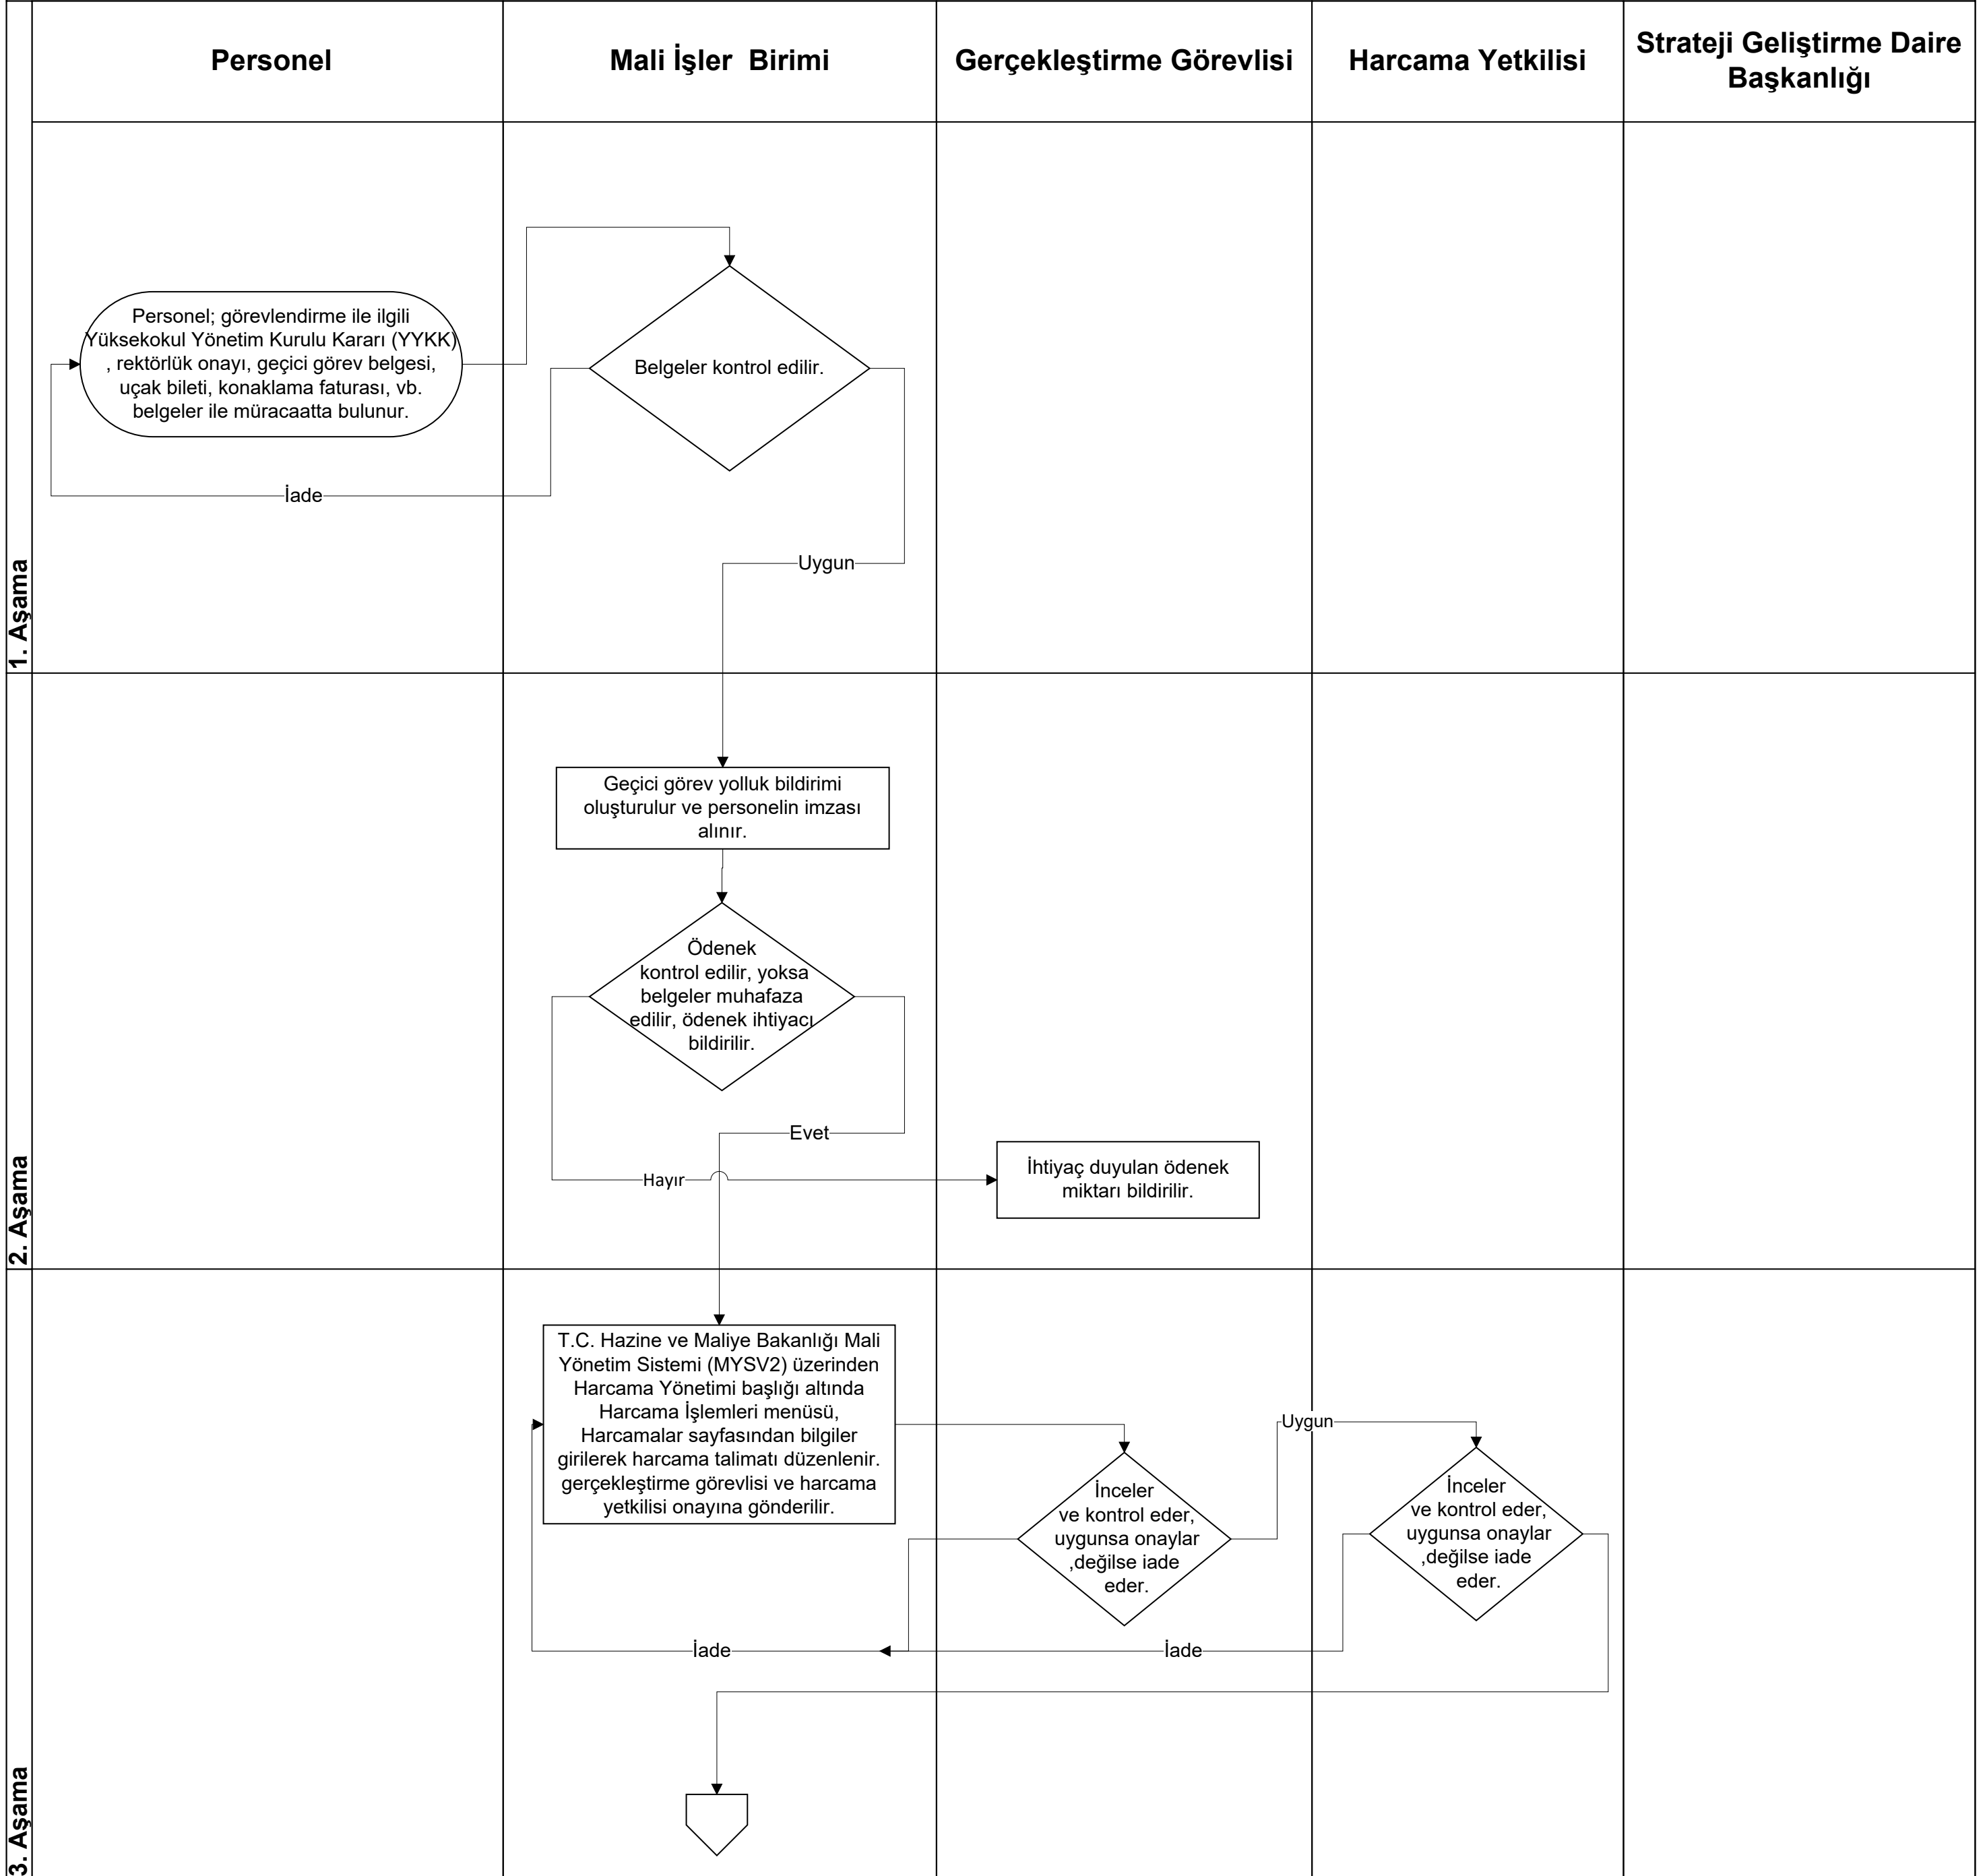 Personel
Mali İşler  Birimi
Gerçekleştirme Görevlisi
Harcama Yetkilisi
Strateji Geliştirme Daire
Başkanlığı
1. Aşama
Personel; görevlendirme ile ilgili
Yüksekokul Yönetim Kurulu Kararı (YYKK)
, rektörlük onayı, geçici görev belgesi,
uçak bileti, konaklama faturası, vb.
belgeler ile müracaatta bulunur.
Belgeler kontrol edilir.
İade
Uygun
2. Aşama
Geçici görev yolluk bildirimi
oluşturulur ve personelin imzası
alınır.
Ödenek
kontrol edilir, yoksa
belgeler muhafaza
edilir, ödenek ihtiyacı
bildirilir.
Evet
Hayır
İhtiyaç duyulan ödenek
miktarı bildirilir.
3. Aşama
T.C. Hazine ve Maliye Bakanlığı Mali
Yönetim Sistemi (MYSV2) üzerinden
Harcama Yönetimi başlığı altında
Harcama İşlemleri menüsü,
Harcamalar sayfasından bilgiler
girilerek harcama talimatı düzenlenir.
gerçekleştirme görevlisi ve harcama
yetkilisi onayına gönderilir.
İnceler
ve kontrol eder,
uygunsa onaylar
,değilse iade
eder.
Uygun
İnceler
ve kontrol eder,
uygunsa onaylar
,değilse iade
eder.
İade
İade